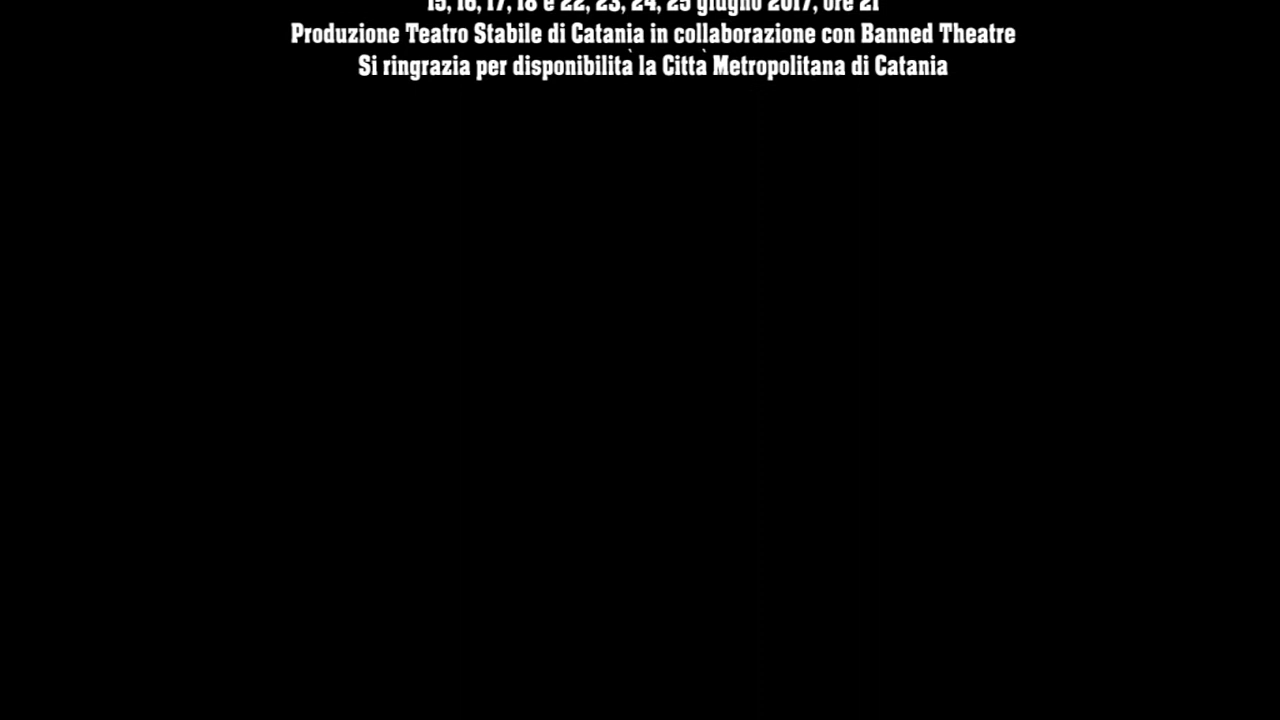 15, 16, 17, 18 e 22, 23, 24, 25 giugno 2017, ore 21
Produzione Teatro Stabile di Catania in collaborazione con Banned Theatre
Si ringrazia per disponibilità la Città Metropolitana di Catania